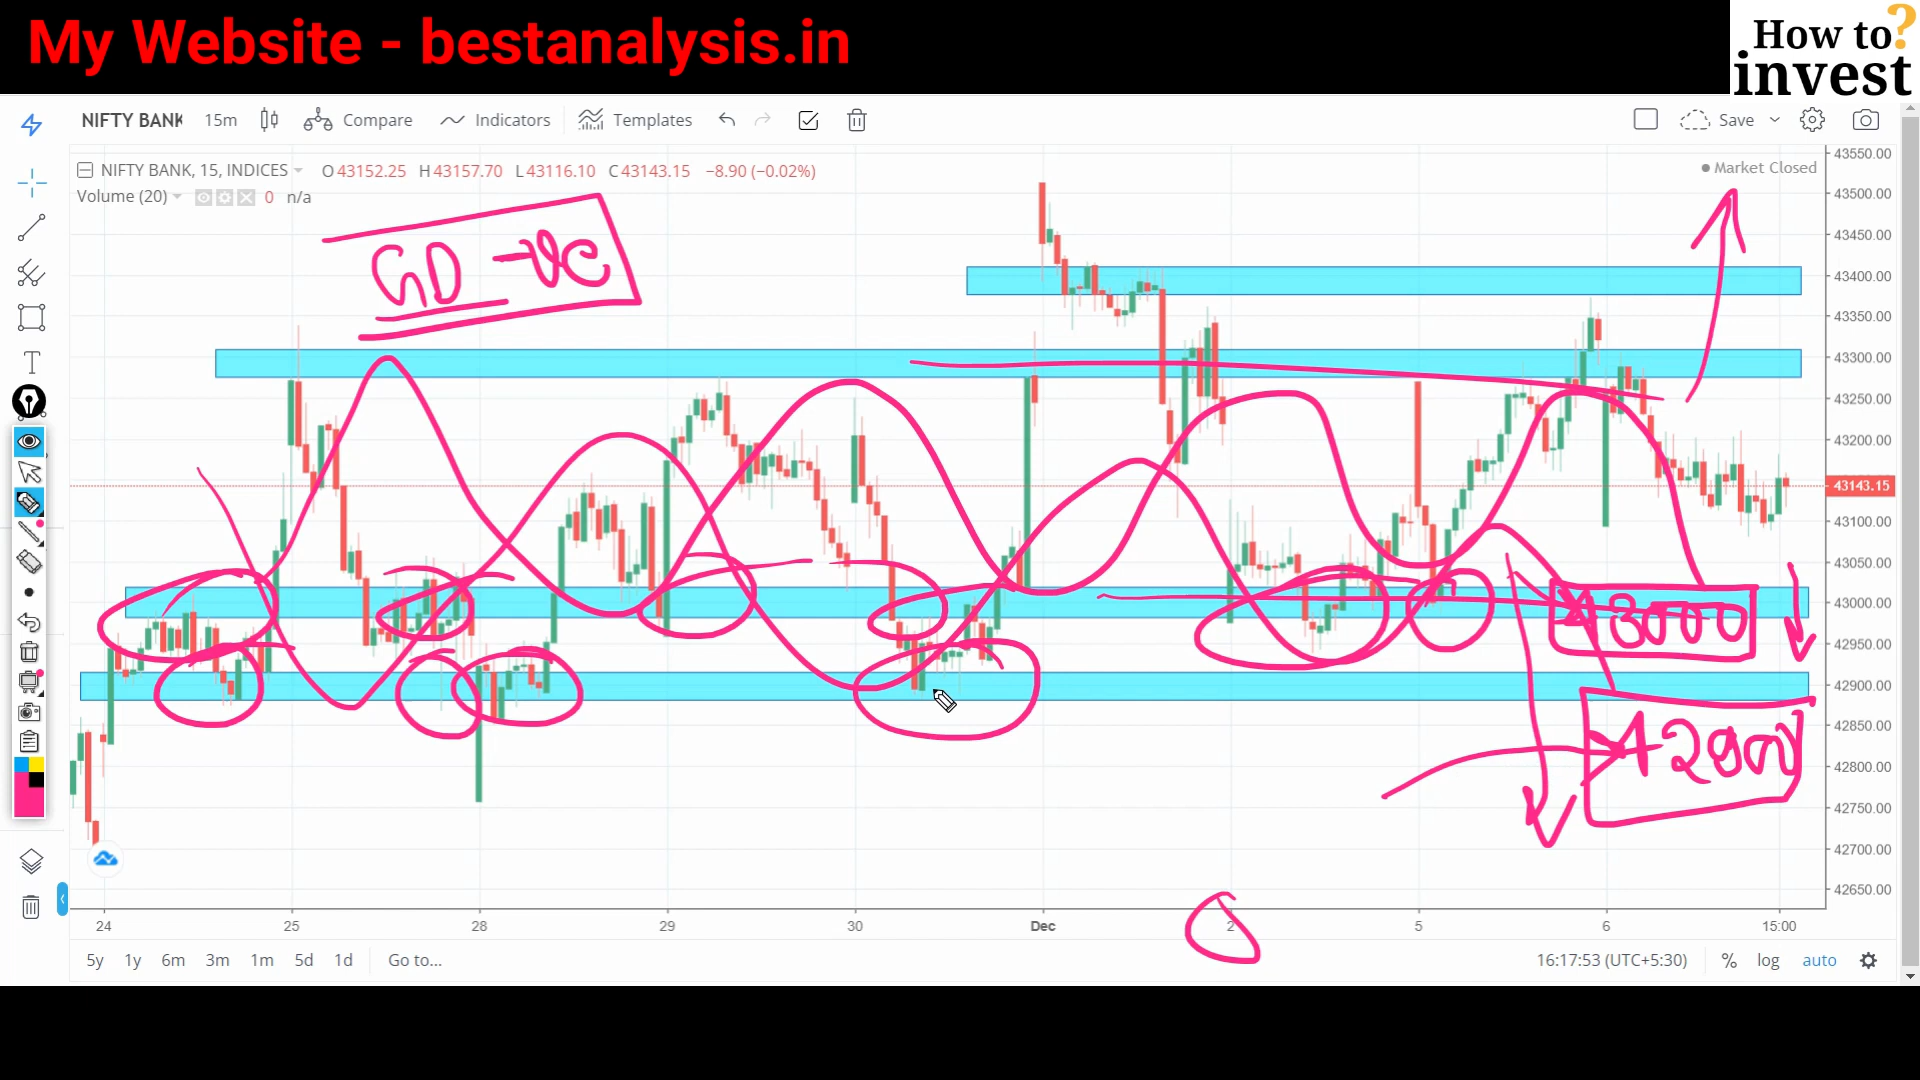 My Website - bestanalysis.in
How to?
invest
NIFTY BANK 15m Compare Indicators Templates Save
NIFTY BANK, 15, INDICES O43152.25 H43157.70 L43116.10 C43143.15 −8.90 (−0.02%)
Market Closed
Volume (20) 0 n/a
GD -ve
43550.00
43500.00
43450.00
43400.00
43350.00
43300.00
43250.00
43200.00
43143.15
43100.00
43050.00
43000.00
42950.00
42900.00
42850.00
42800.00
42750.00
42700.00
42650.00
43000
42900
24 25 28 29 30 Dec 2 5 6 15:00
5y 1y 6m 3m 1m 5d 1d Go to... 16:17:53 (UTC+5:30) % log auto